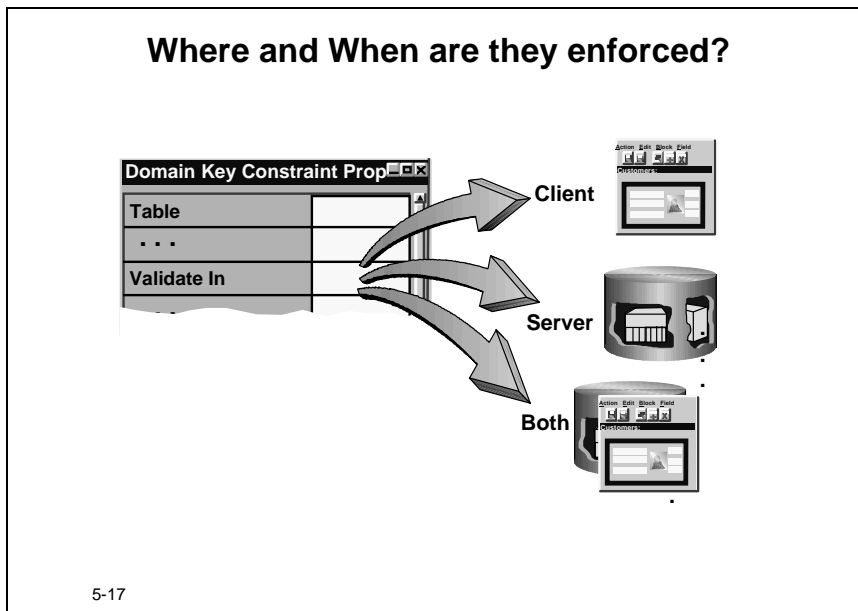 Where and When are they enforced?
Domain Key Constraint Prop
Table
. . .
Validate In
Client
Action Edit Block Field
Customers:
Server
Both
Action Edit Block Field
Customers:
5-17